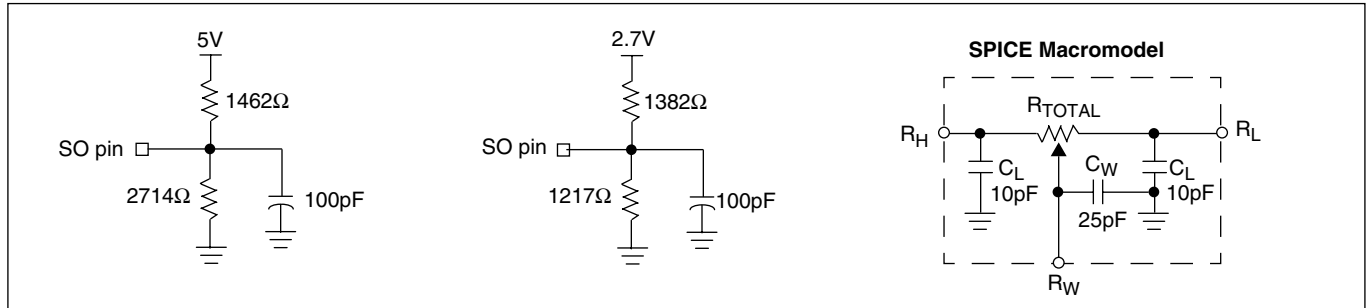 5V
1462Ω
SO pin
2714Ω
100pF
2.7V
1382Ω
SO pin
1217Ω
100pF
SPICE Macromodel
RTOTAL
RH
RL
CL
10pF
CW
25pF
CL
10pF
RW